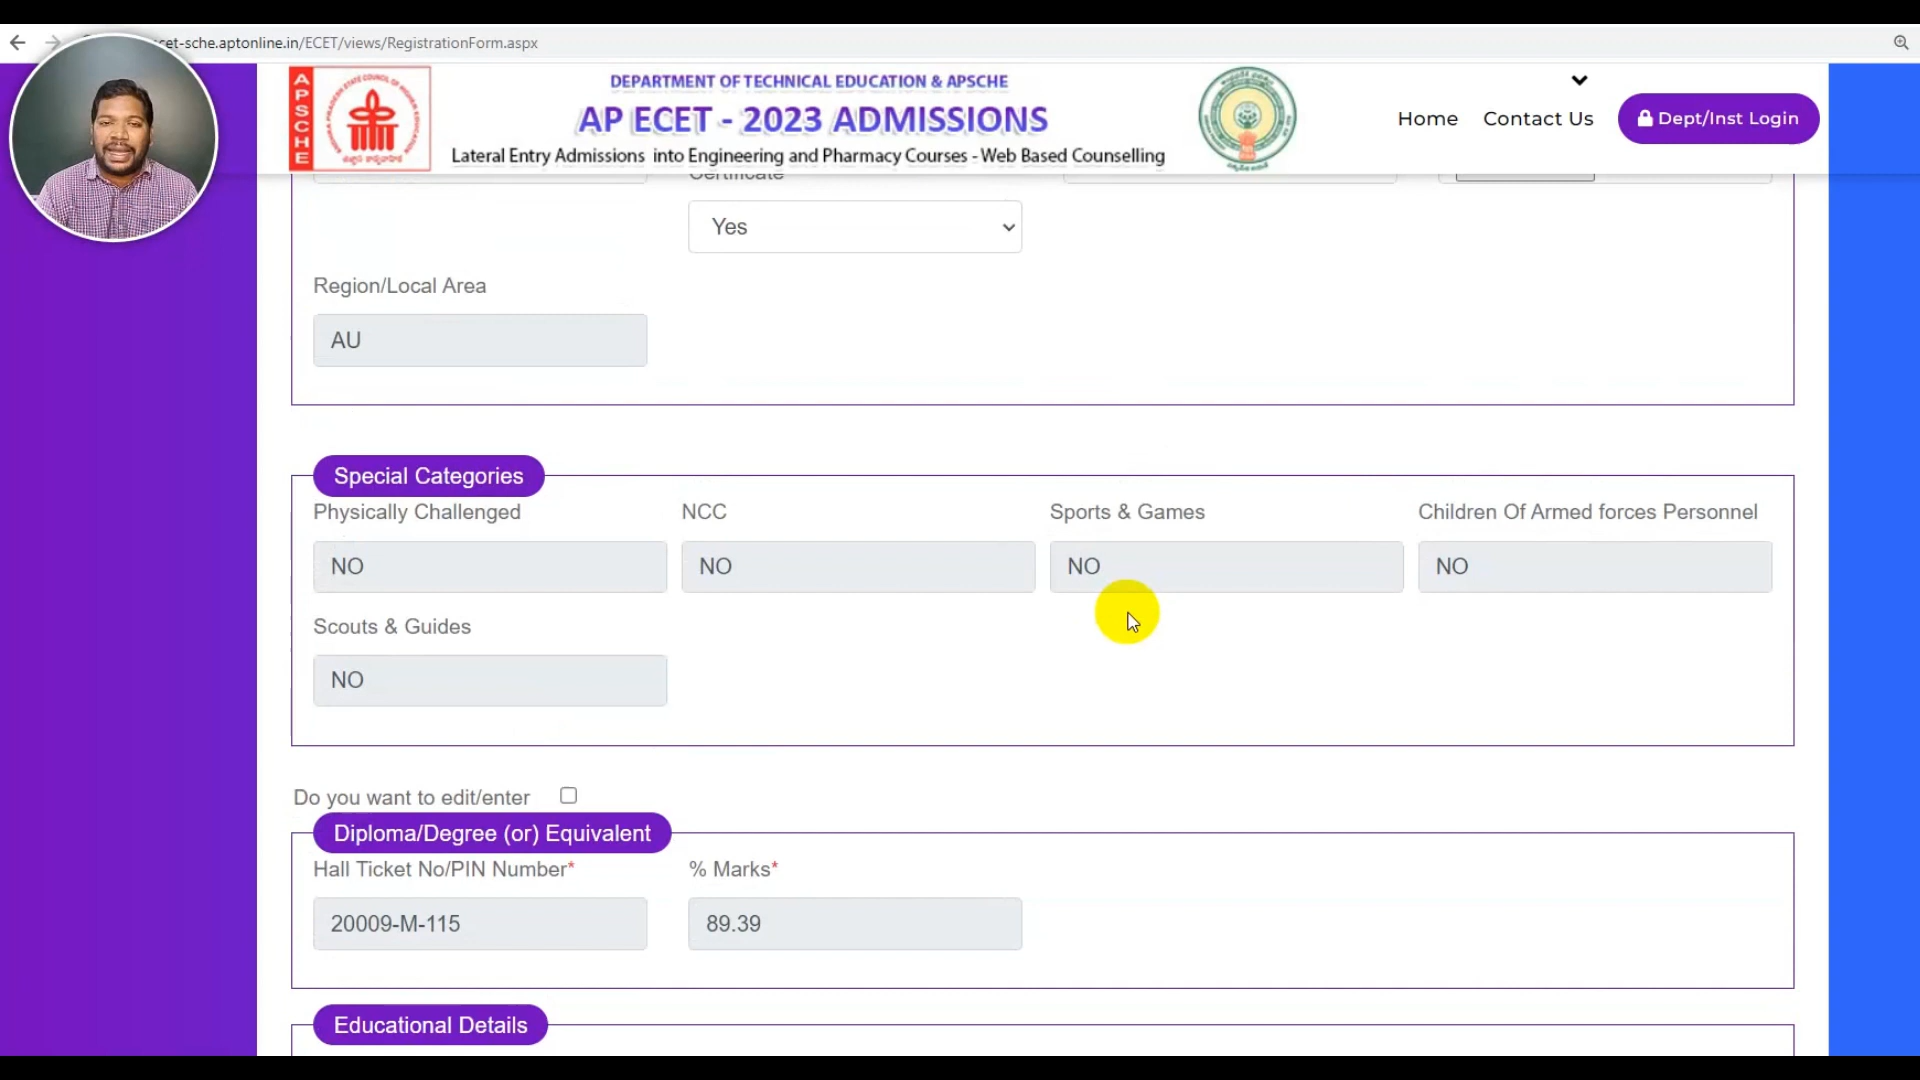 cet-sche.aptonline.in/ECET/views/RegistrationForm.aspx
APSCHE
DEPARTMENT OF TECHNICAL EDUCATION & APSCHE
AP ECET - 2023 ADMISSIONS
Lateral Entry Admissions into Engineering and Pharmacy Courses - Web Based Counselling
Home
Contact Us
Dept/Inst Login
Certificate
Yes
Region/Local Area
AU
Special Categories
Physically Challenged
NCC
Sports & Games
Children Of Armed forces Personnel
NO
NO
NO
NO
Scouts & Guides
NO
Do you want to edit/enter
Diploma/Degree (or) Equivalent
Hall Ticket No/PIN Number*
% Marks*
20009-M-115
89.39
Educational Details